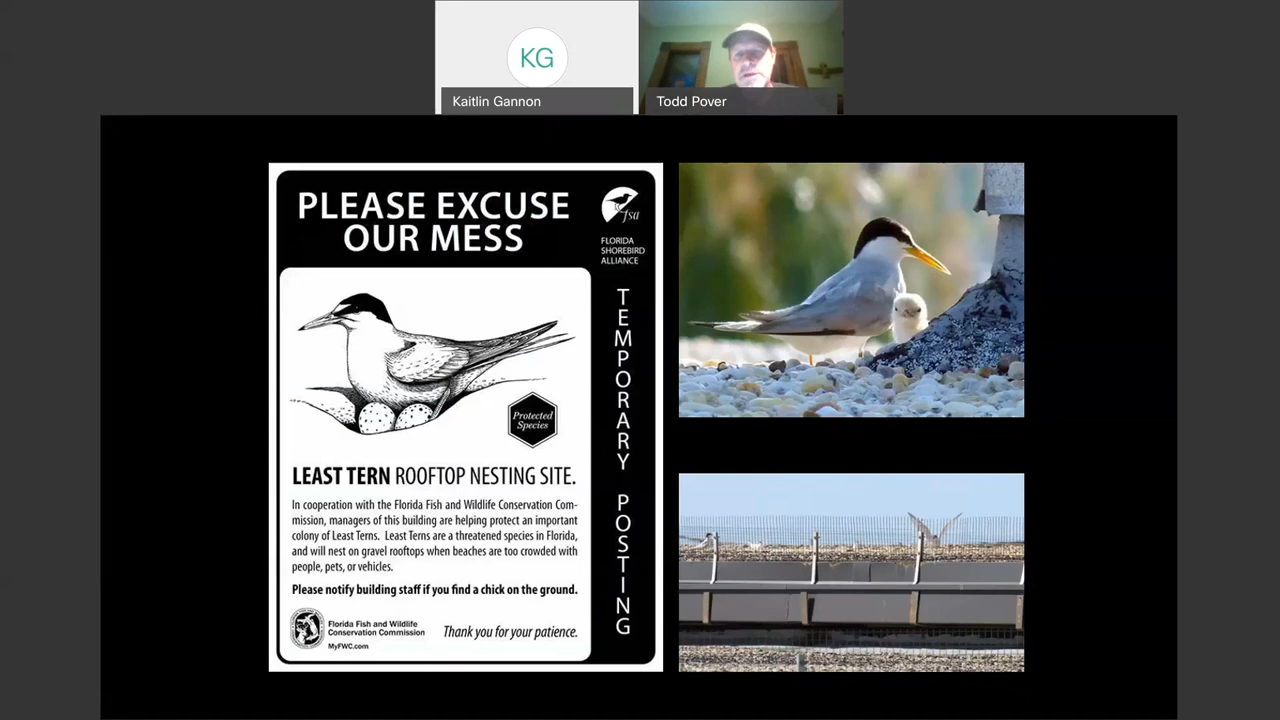 KG
Kaitlin Gannon
Todd Pover
PLEASE EXCUSE
OUR MESS
fsa
FLORIDA
SHOREBIRD
ALLIANCE
TEMPORARY POSTING
Protected
Species
LEAST TERN ROOFTOP NESTING SITE.
In cooperation with the Florida Fish and Wildlife Conservation Com-
mission, managers of this building are helping protect an important
colony of Least Terns. Least Terns are a threatened species in Florida,
and will nest on gravel rooftops when beaches are too crowded with
people, pets, or vehicles.
Please notify building staff if you find a chick on the ground.
Florida Fish and Wildlife
Conservation Commission
MyFWC.com
Thank you for your patience.